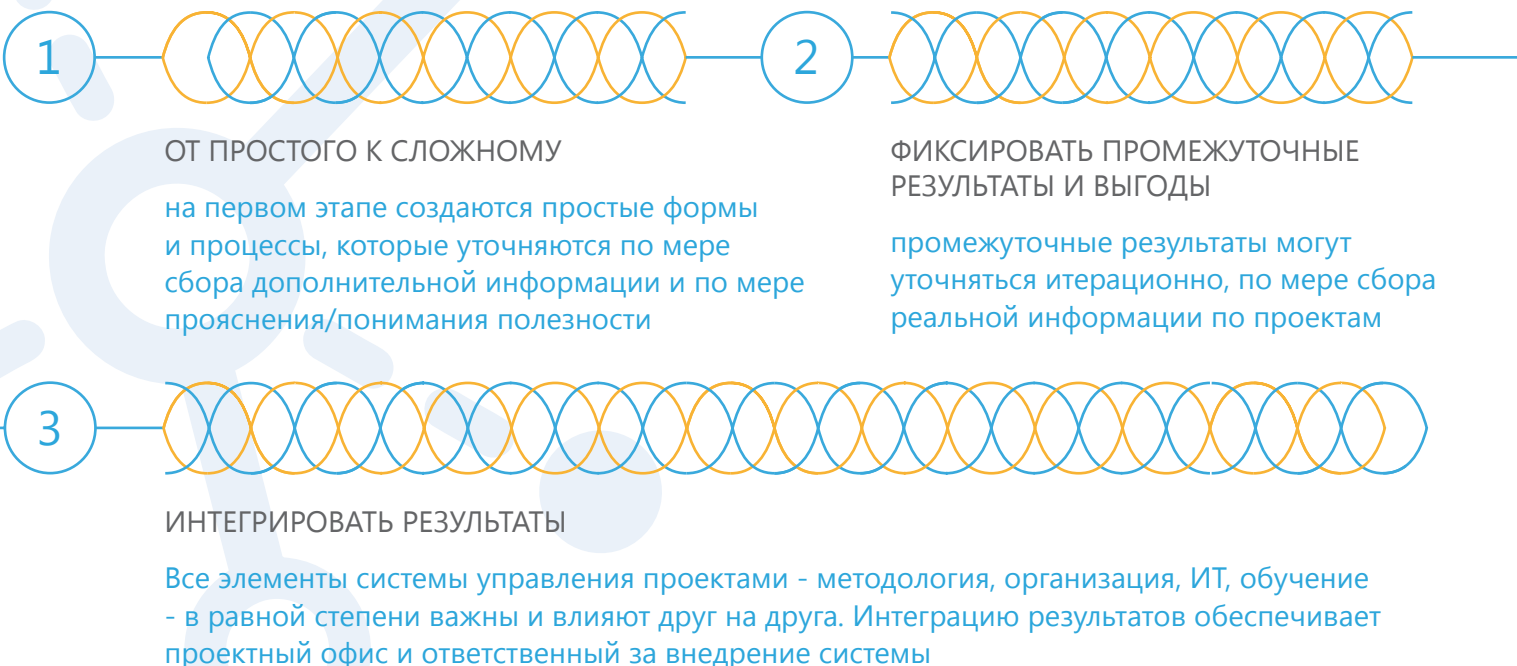 1
2
ОТ ПРОСТОГО К СЛОЖНОМУ
на первом этапе создаются простые формы
и процессы, которые уточняются по мере
сбора дополнительной информации и по мере
прояснения/понимания полезности
ФИКСИРОВАТЬ ПРОМЕЖУТОЧНЫЕ
РЕЗУЛЬТАТЫ И ВЫГОДЫ
промежуточные результаты могут
уточняться итерационно, по мере сбора
реальной информации по проектам
3
ИНТЕГРИРОВАТЬ РЕЗУЛЬТАТЫ
Все элементы системы управления проектами - методология, организация, ИТ, обучение
- в равной степени важны и влияют друг на друга. Интеграцию результатов обеспечивает
проектный офис и ответственный за внедрение системы